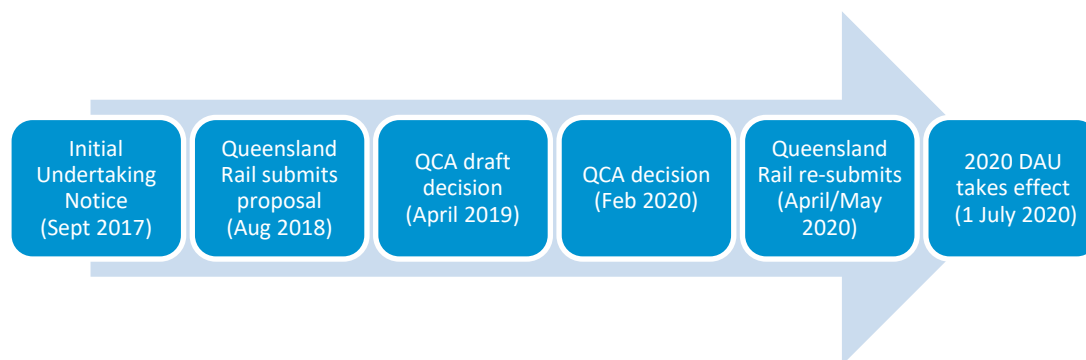 Initial
Undertaking
Notice
(Sept 2017)
Queensland
Rail submits
proposal
(Aug 2018)
QCA draft
decision
(April 2019)
QCA decision
(Feb 2020)
Queensland
Rail re-submits
(April/May
2020)
2020 DAU
takes effect
(1 July 2020)